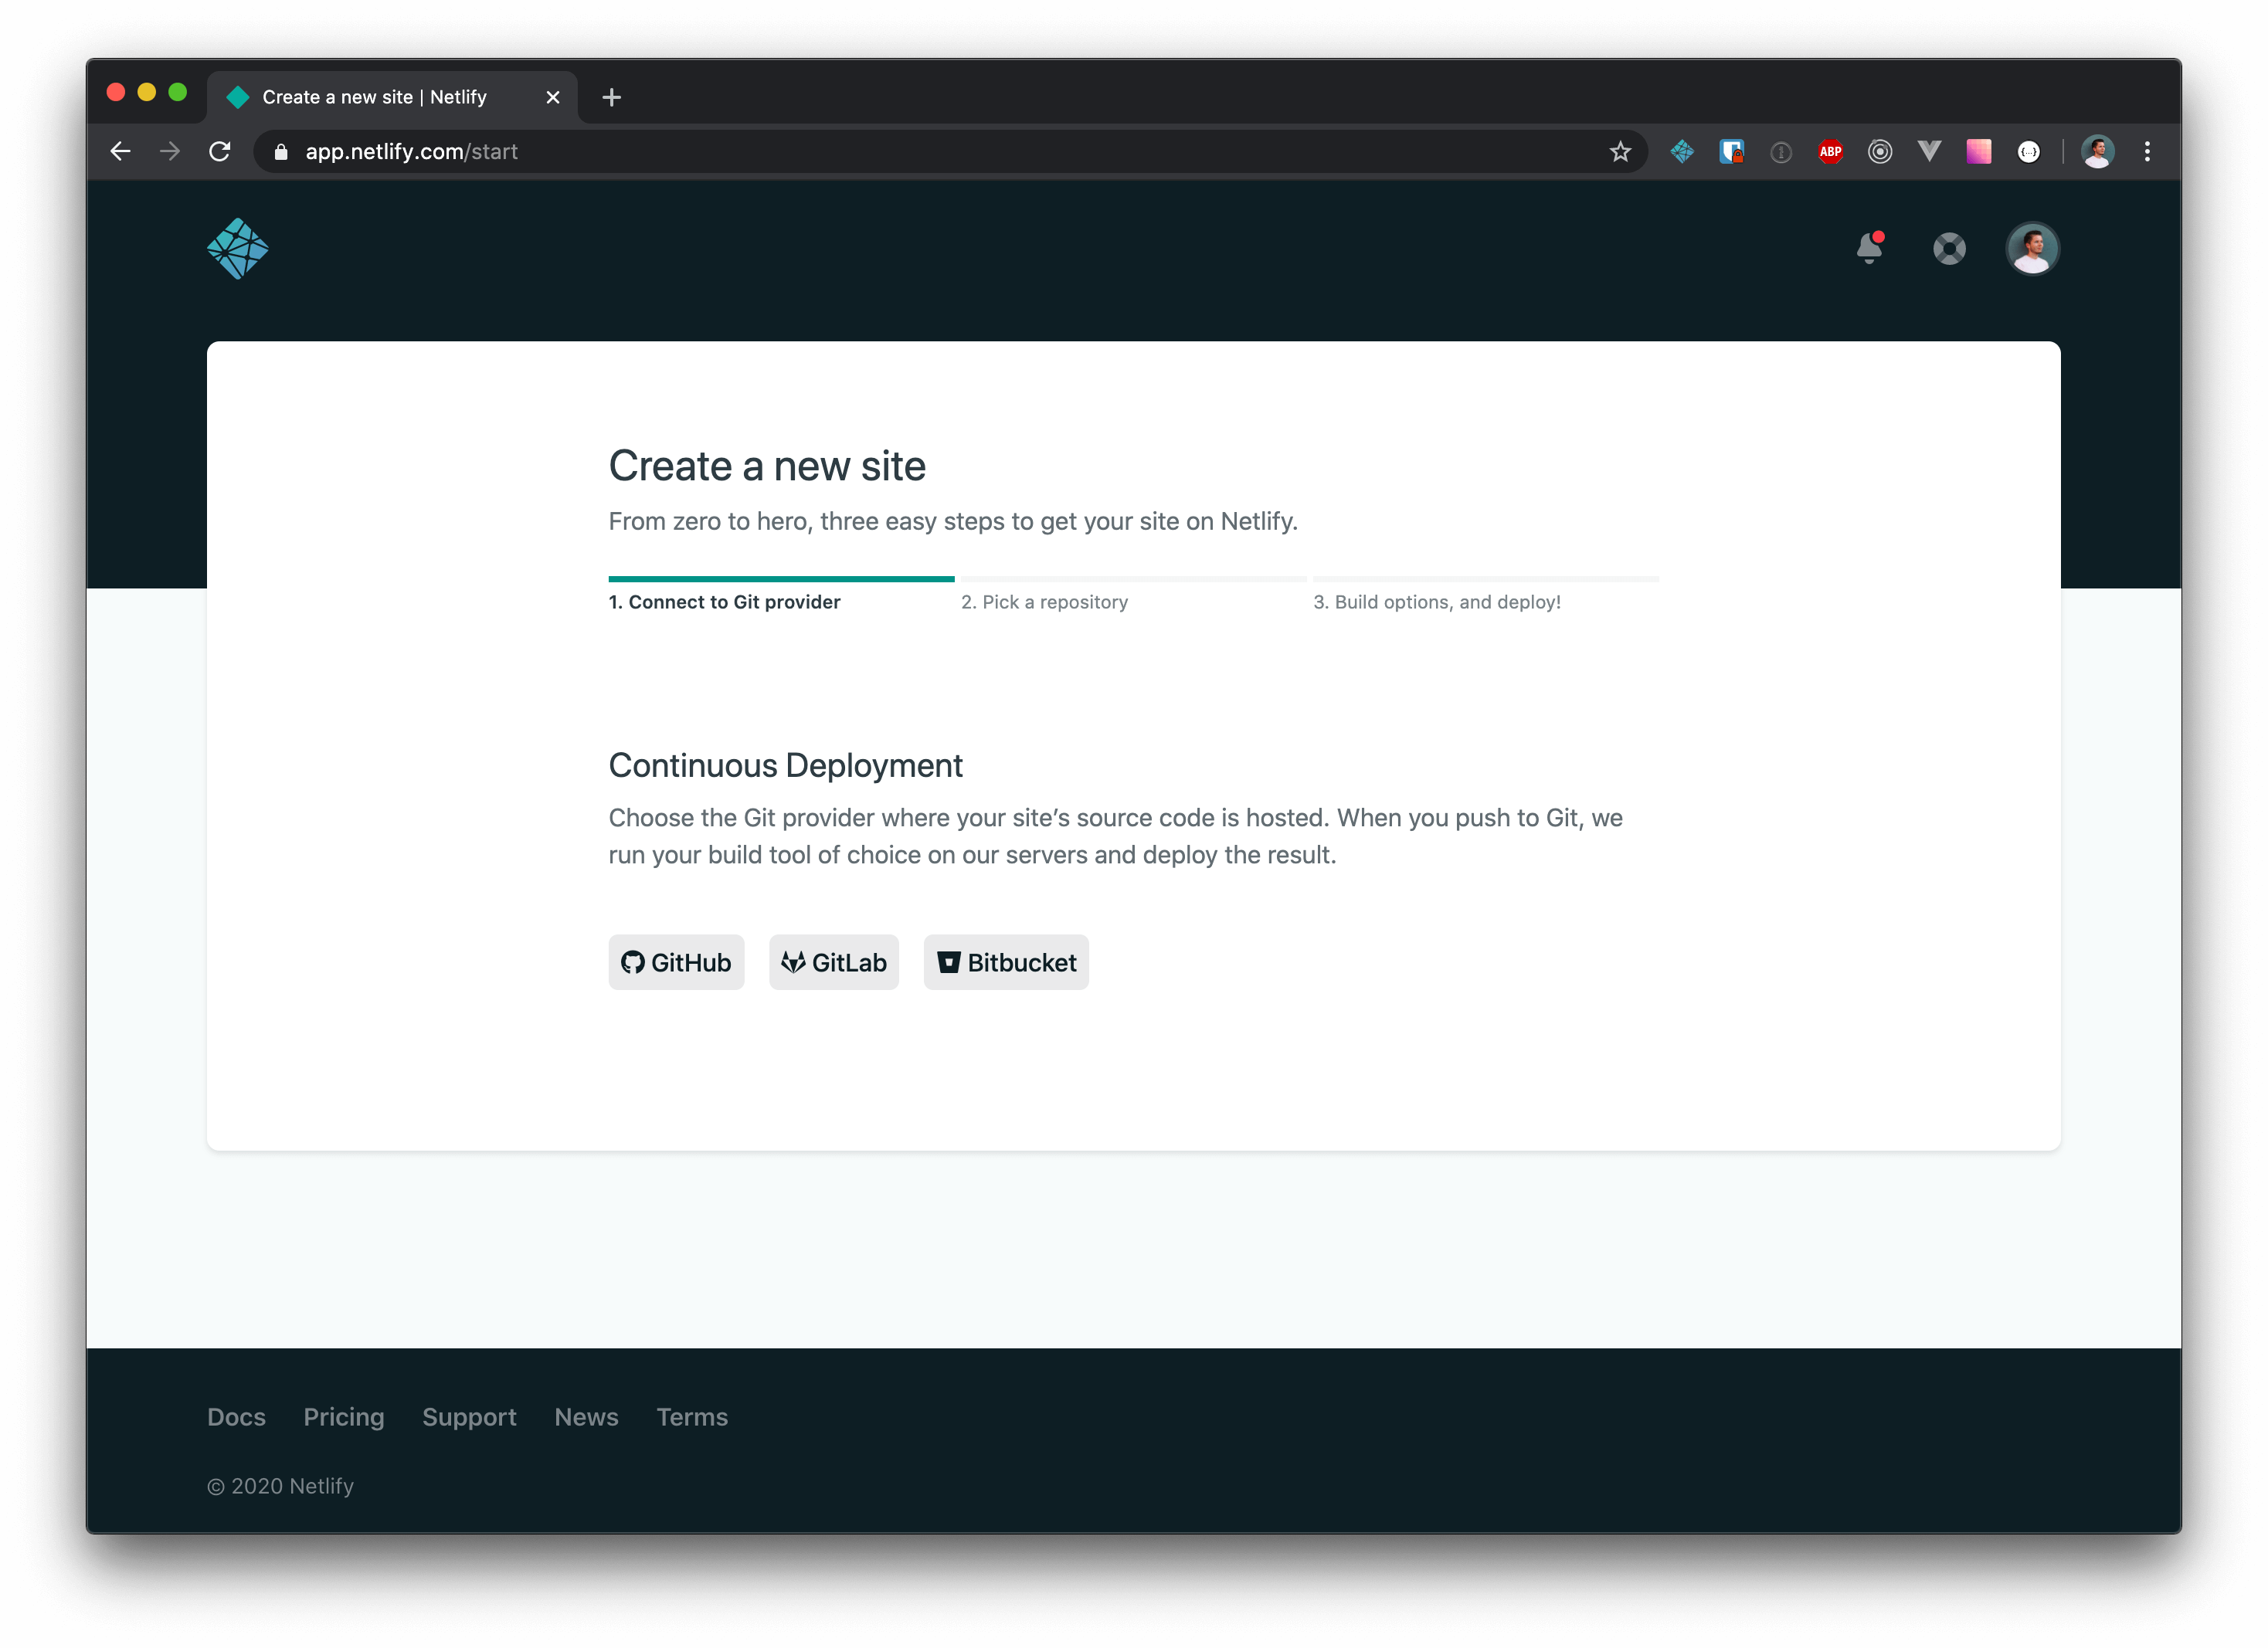 Create a new site | Netlify
app.netlify.com/start
ABP
{...}
Create a new site
From zero to hero, three easy steps to get your site on Netlify.
1. Connect to Git provider
2. Pick a repository
3. Build options, and deploy!
Continuous Deployment
Choose the Git provider where your site’s source code is hosted. When you push to Git, we
run your build tool of choice on our servers and deploy the result.
GitHub
GitLab
Bitbucket
Docs
Pricing
Support
News
Terms
© 2020 Netlify